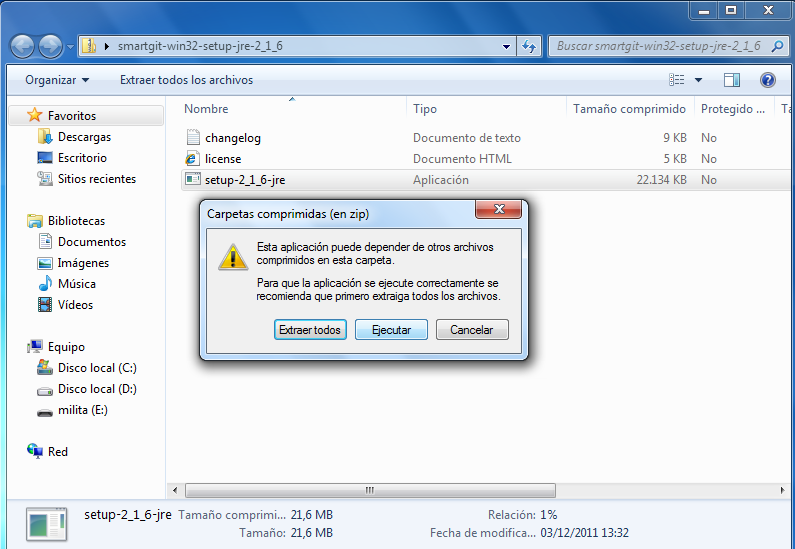 smartgit-win32-setup-jre-2_1_6
Buscar smartgit-win32-setup-jre-2_1_6
Organizar
Extraer todos los archivos
Nombre
Tipo
Tamaño comprimido
Protegido ...
Ta
Favoritos
Descargas
Escritorio
Sitios recientes
Bibliotecas
Documentos
Imágenes
Música
Vídeos
Equipo
Disco local (C:)
Disco local (D:)
milita (E:)
Red
changelog
Documento de texto
9 KB
No
license
Documento HTML
5 KB
No
setup-2_1_6-jre
Aplicación
22.134 KB
No
Carpetas comprimidas (en zip)
Esta aplicación puede depender de otros archivos
comprimidos en esta carpeta.
Para que la aplicación se ejecute correctamente se
recomienda que primero extraiga todos los archivos.
Extraer todos
Ejecutar
Cancelar
setup-2_1_6-jre
Tamaño comprimi... 21,6 MB
Relación: 1%
Tamaño: 21,6 MB
Fecha de modifica... 03/12/2011 13:32